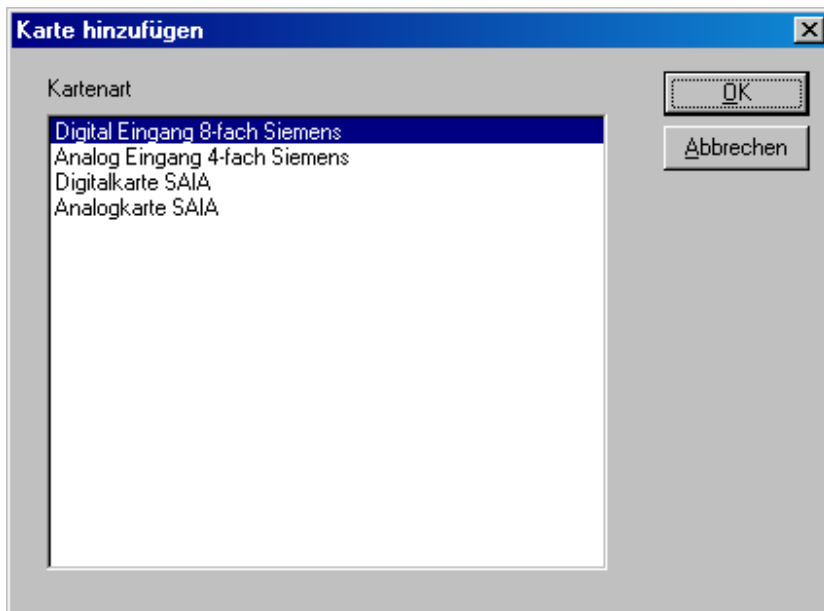 Karte hinzufügen
Kartenart
OK
Digital Eingang 8-fach Siemens
Abbrechen
Analog Eingang 4-fach Siemens
Digitalkarte SAIA
Analogkarte SAIA